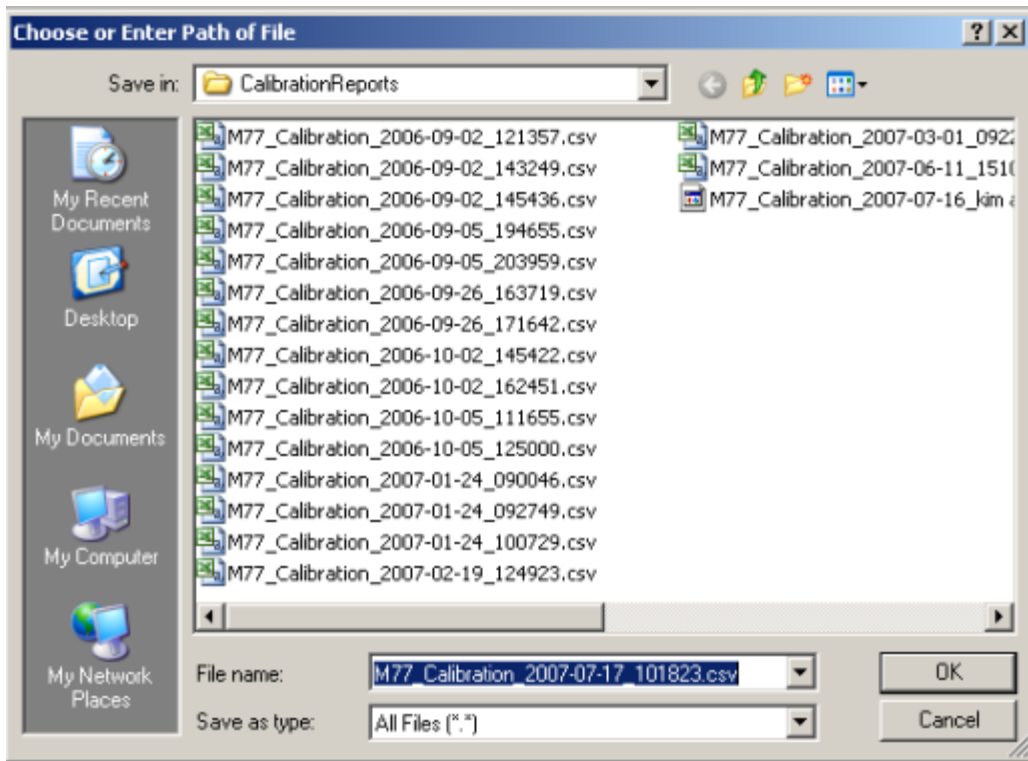 Choose or Enter Path of File
Save in:
CalibrationReports
My Recent
Documents
Desktop
My Documents
My Computer
My Network
Places
M77_Calibration_2006-09-02_121357.csv
M77_Calibration_2006-09-02_143249.csv
M77_Calibration_2006-09-02_145436.csv
M77_Calibration_2006-09-05_194655.csv
M77_Calibration_2006-09-05_203959.csv
M77_Calibration_2006-09-26_163719.csv
M77_Calibration_2006-09-26_171642.csv
M77_Calibration_2006-10-02_145422.csv
M77_Calibration_2006-10-02_162451.csv
M77_Calibration_2006-10-05_111655.csv
M77_Calibration_2006-10-05_125000.csv
M77_Calibration_2007-01-24_090046.csv
M77_Calibration_2007-01-24_092749.csv
M77_Calibration_2007-01-24_100729.csv
M77_Calibration_2007-02-19_124923.csv
M77_Calibration_2007-03-01_0922
M77_Calibration_2007-06-11_1510
M77_Calibration_2007-07-16_kim a
File name:
M77_Calibration_2007-07-17_101823.csv
OK
Save as type:
All Files (*.*)
Cancel